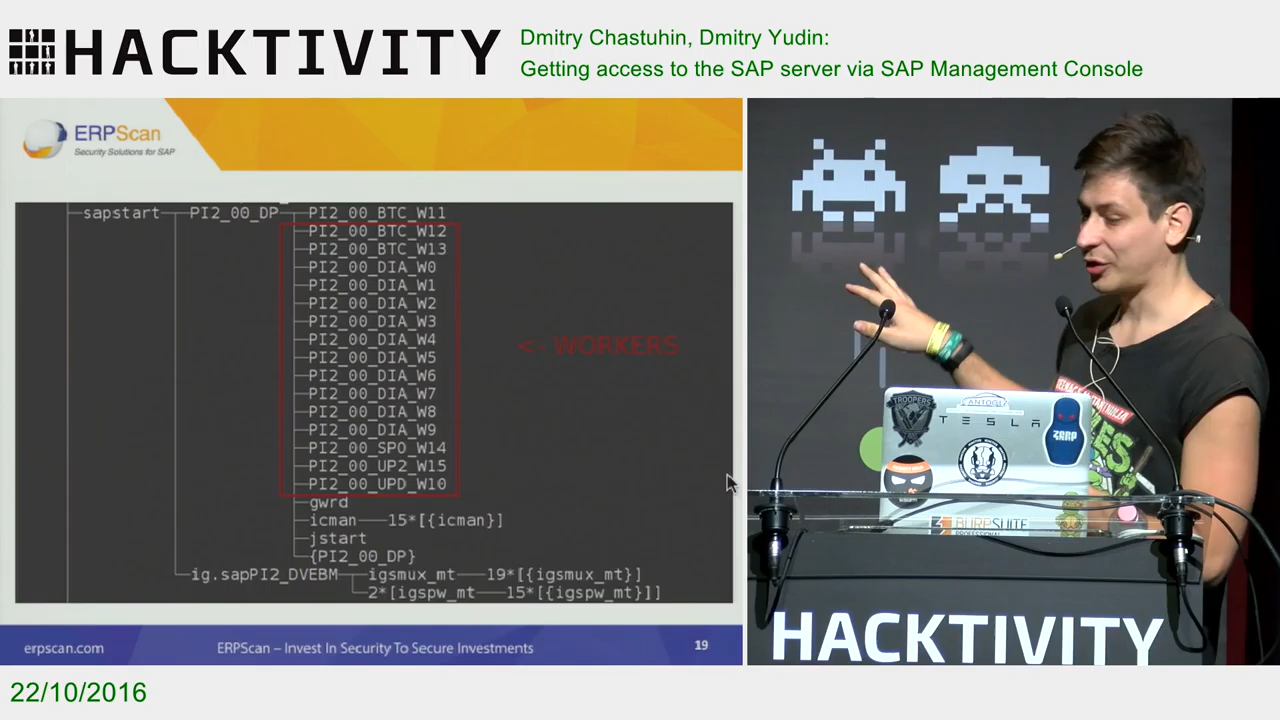 HACKTIVITY
Dmitry Chastuhin, Dmitry Yudin:
Getting access to the SAP server via SAP Management Console
ERPScan
Security Solutions for SAP
sapstart PI2_00_DP PI2_00_BTC_W11
PI2_00_BTC_W12
PI2_00_BTC_W13
PI2_00_DIA_W0
PI2_00_DIA_W1
PI2_00_DIA_W2
PI2_00_DIA_W3
PI2_00_DIA_W4
PI2_00_DIA_W5
PI2_00_DIA_W6
PI2_00_DIA_W7
PI2_00_DIA_W8
PI2_00_DIA_W9
PI2_00_SPO_W14
PI2_00_UP2_W15
PI2_00_UPD_W10
<- WORKERS
gwrd
icman 15*[{icman}]
jstart
{PI2_00_DP}
ig.sapPI2_DVEBM igsmux_mt 19*[{igsmux_mt}]
2*[igspw_mt 15*[{igspw_mt}]]
erpscan.com
ERPScan – Invest In Security To Secure Investments
19
TROOPERS
TESLA
ZERO
BURPSUITE
PROFESSIONAL
HACKTIVITY
22/10/2016